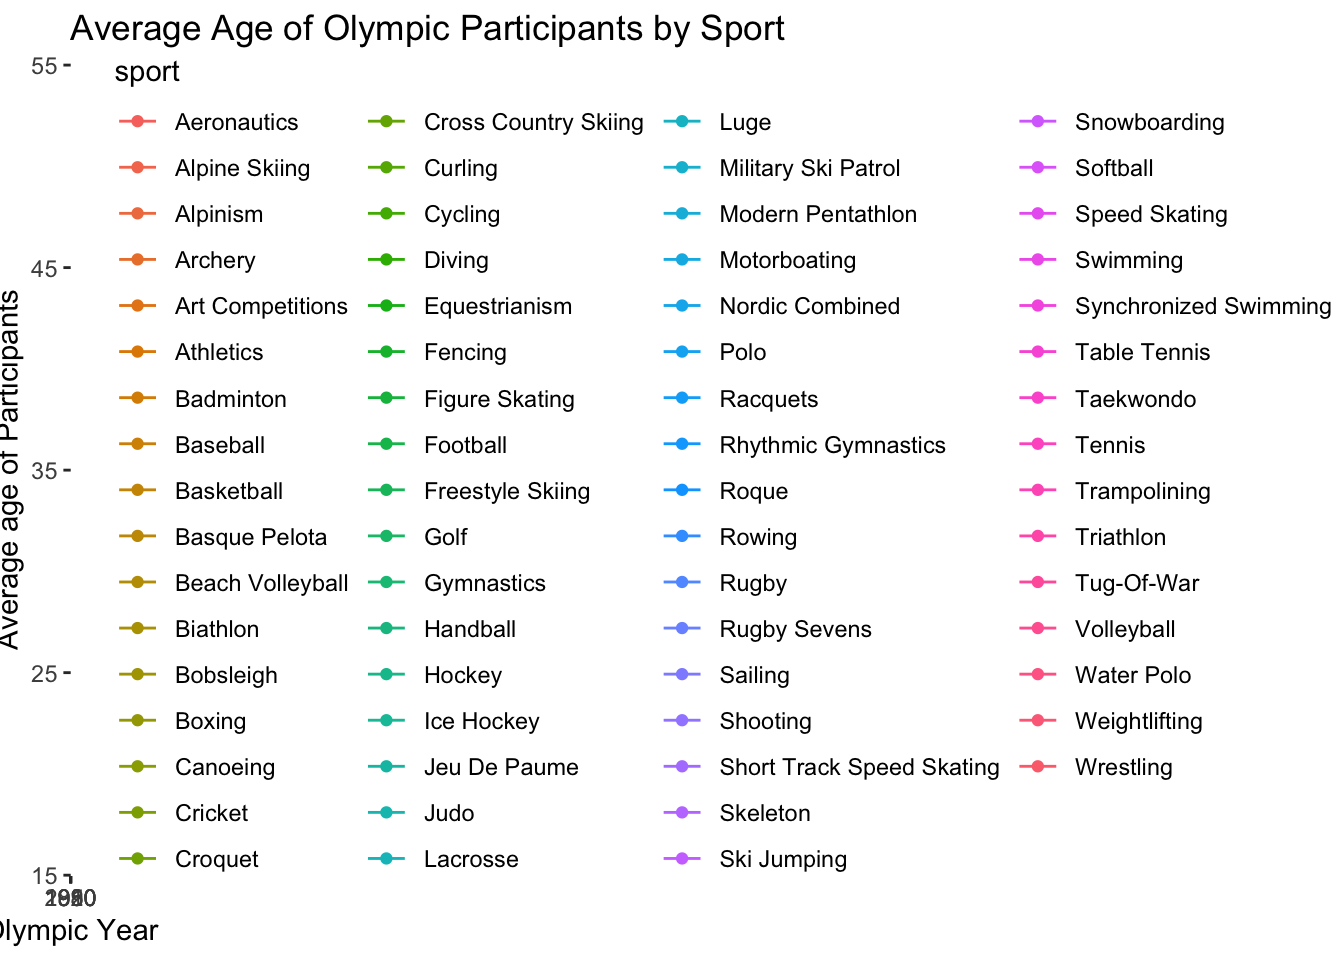 Average Age of Olympic Participants by Sport
55
45
35
25
15
Average age of Participants
Olympic Year
sport
Aeronautics
Alpine Skiing
Alpinism
Archery
Art Competitions
Athletics
Badminton
Baseball
Basketball
Basque Pelota
Beach Volleyball
Biathlon
Bobsleigh
Boxing
Canoeing
Cricket
Croquet
Cross Country Skiing
Curling
Cycling
Diving
Equestrianism
Fencing
Figure Skating
Football
Freestyle Skiing
Golf
Gymnastics
Handball
Hockey
Ice Hockey
Jeu De Paume
Judo
Lacrosse
Luge
Military Ski Patrol
Modern Pentathlon
Motorboating
Nordic Combined
Polo
Racquets
Rhythmic Gymnastics
Roque
Rowing
Rugby
Rugby Sevens
Sailing
Shooting
Short Track Speed Skating
Skeleton
Ski Jumping
Snowboarding
Softball
Speed Skating
Swimming
Synchronized Swimming
Table Tennis
Taekwondo
Tennis
Trampolining
Triathlon
Tug-Of-War
Volleyball
Water Polo
Weightlifting
Wrestling